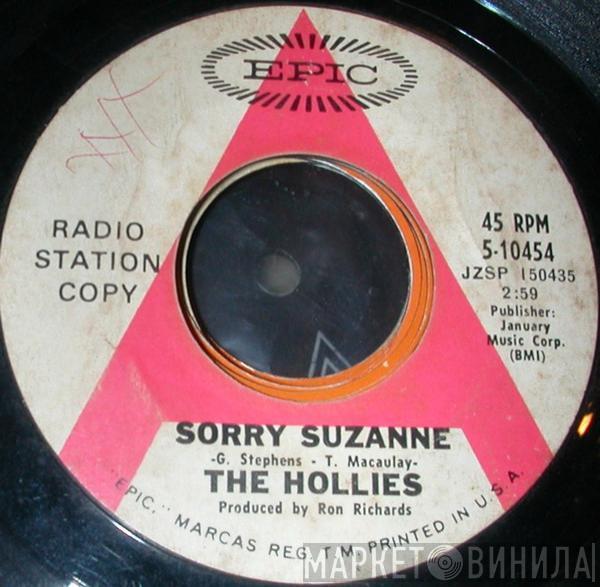 EPIC
RADIO
STATION
COPY
45 RPM
5-10454
JZSP 150435
2:59
Publisher:
January
Music Corp.
(BMI)
SORRY SUZANNE
-G. Stephens - T. Macaulay-
THE HOLLIES
Produced by Ron Richards
"EPIC," MARCAS REG. T.M. PRINTED IN U.S.A.
МАРКЕТ ВИНИЛА